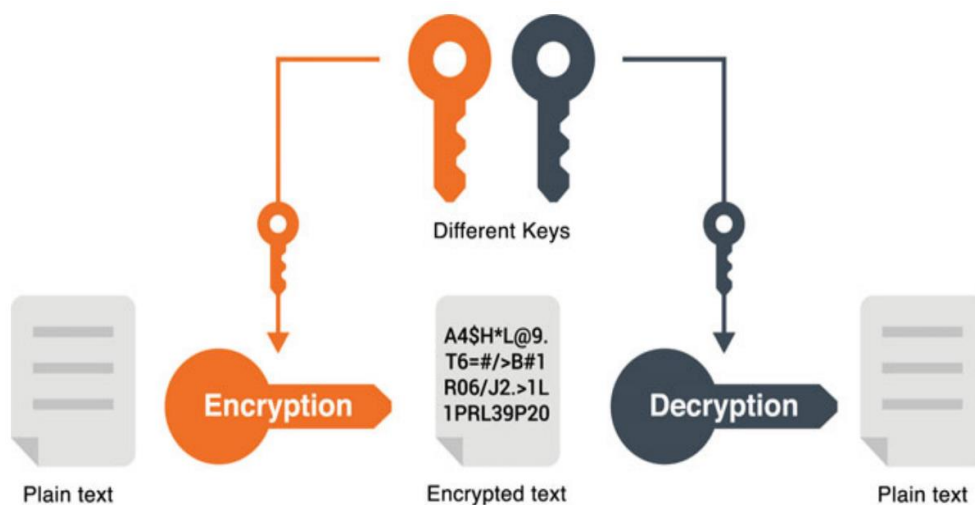 Different Keys
Encryption
A4$H*L@9.
T6=#/>B#1
R06/J2.>1L
1PRL39P20
Decryption
Plain text
Encrypted text
Plain text